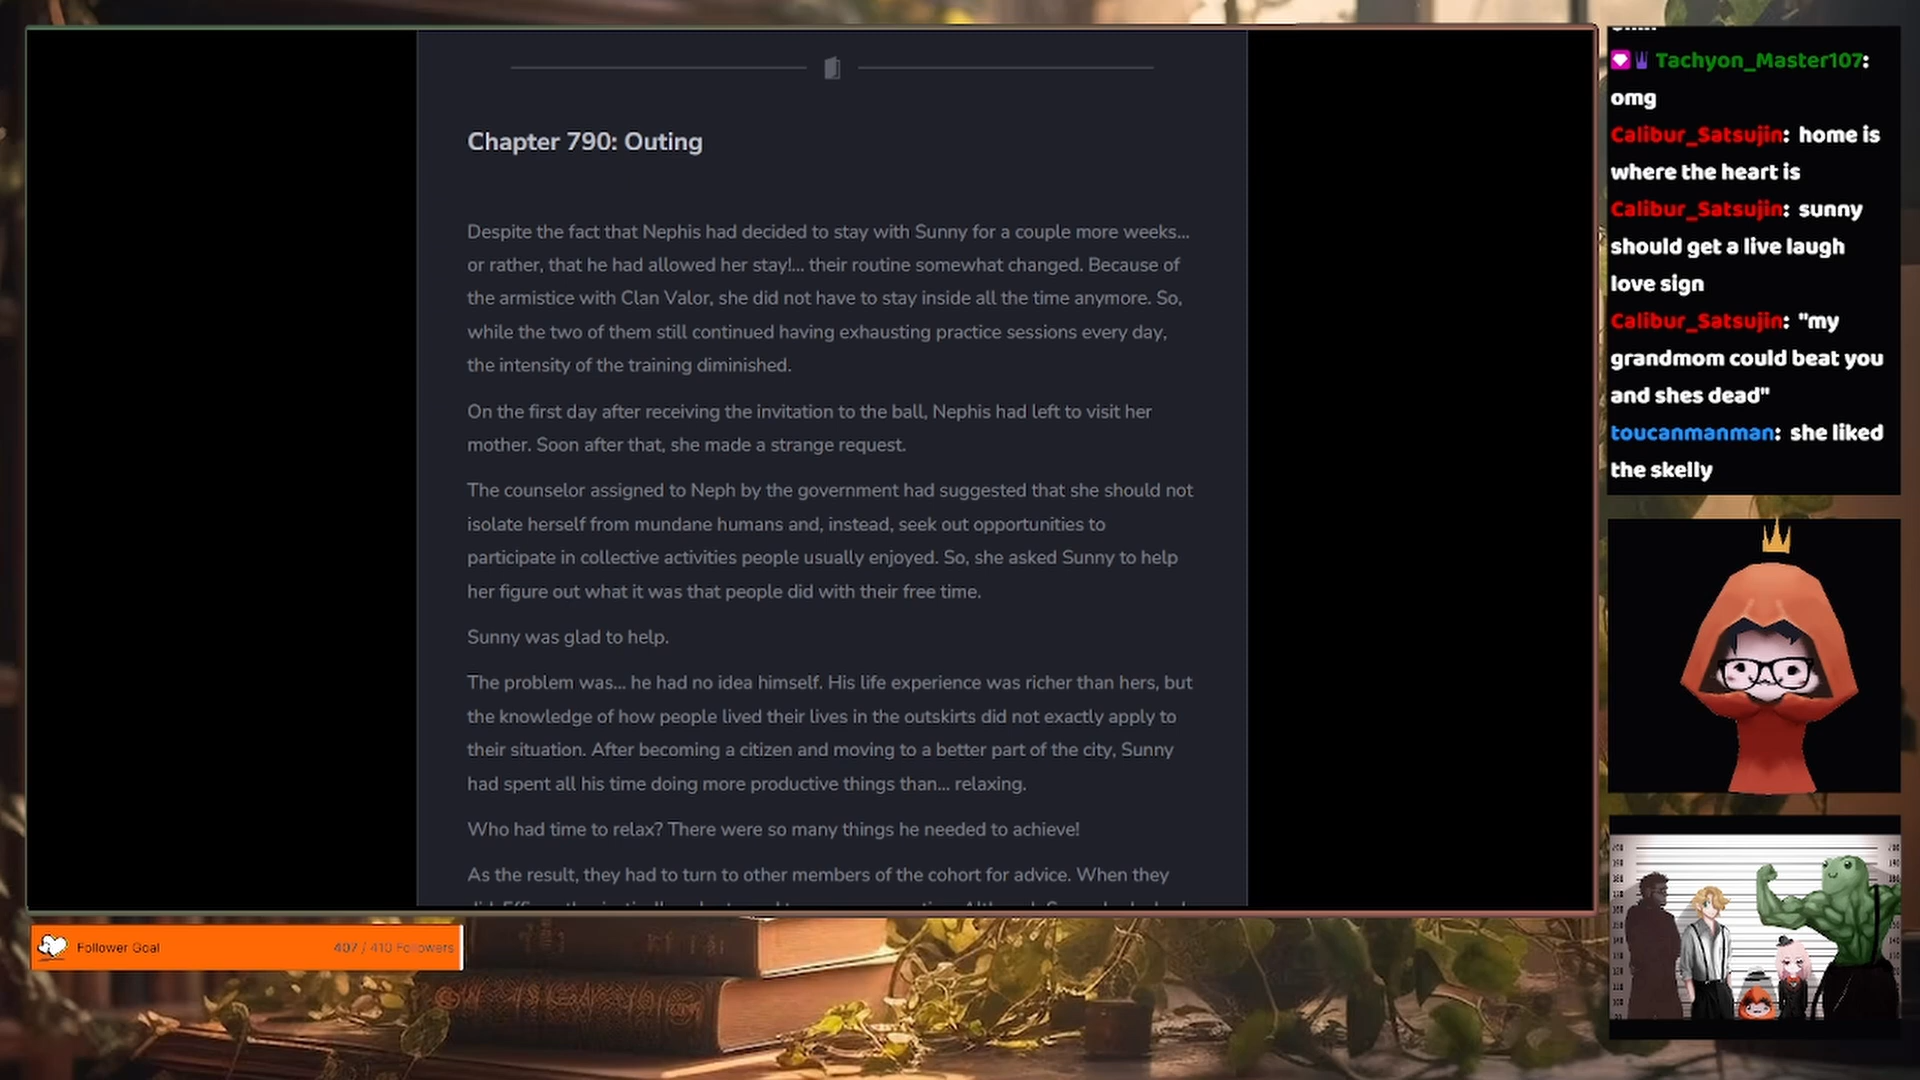 Chapter 790: Outing
Despite the fact that Nephis had decided to stay with Sunny for a couple more weeks...
or rather, that he had allowed her stay!... their routine somewhat changed. Because of
the armistice with Clan Valor, she did not have to stay inside all the time anymore. So,
while the two of them still continued having exhausting practice sessions every day,
the intensity of the training diminished.
On the first day after receiving the invitation to the ball, Nephis had left to visit her
mother. Soon after that, she made a strange request.
The counselor assigned to Neph by the government had suggested that she should not
isolate herself from mundane humans and, instead, seek out opportunities to
participate in collective activities people usually enjoyed. So, she asked Sunny to help
her figure out what it was that people did with their free time.
Sunny was glad to help.
The problem was... he had no idea himself. His life experience was richer than hers, but
the knowledge of how people lived their lives in the outskirts did not exactly apply to
their situation. After becoming a citizen and moving to a better part of the city, Sunny
had spent all his time doing more productive things than... relaxing.
Who had time to relax? There were so many things he needed to achieve!
As the result, they had to turn to other members of the cohort for advice. When they
Tachyon_Master107:
omg
Calibur_Satsujin: home is
where the heart is
Calibur_Satsujin: sunny
should get a live laugh
love sign
Calibur_Satsujin: "my
grandmom could beat you
and shes dead"
toucanmanman: she liked
the skelly
Follower Goal
407 / 410 Followers